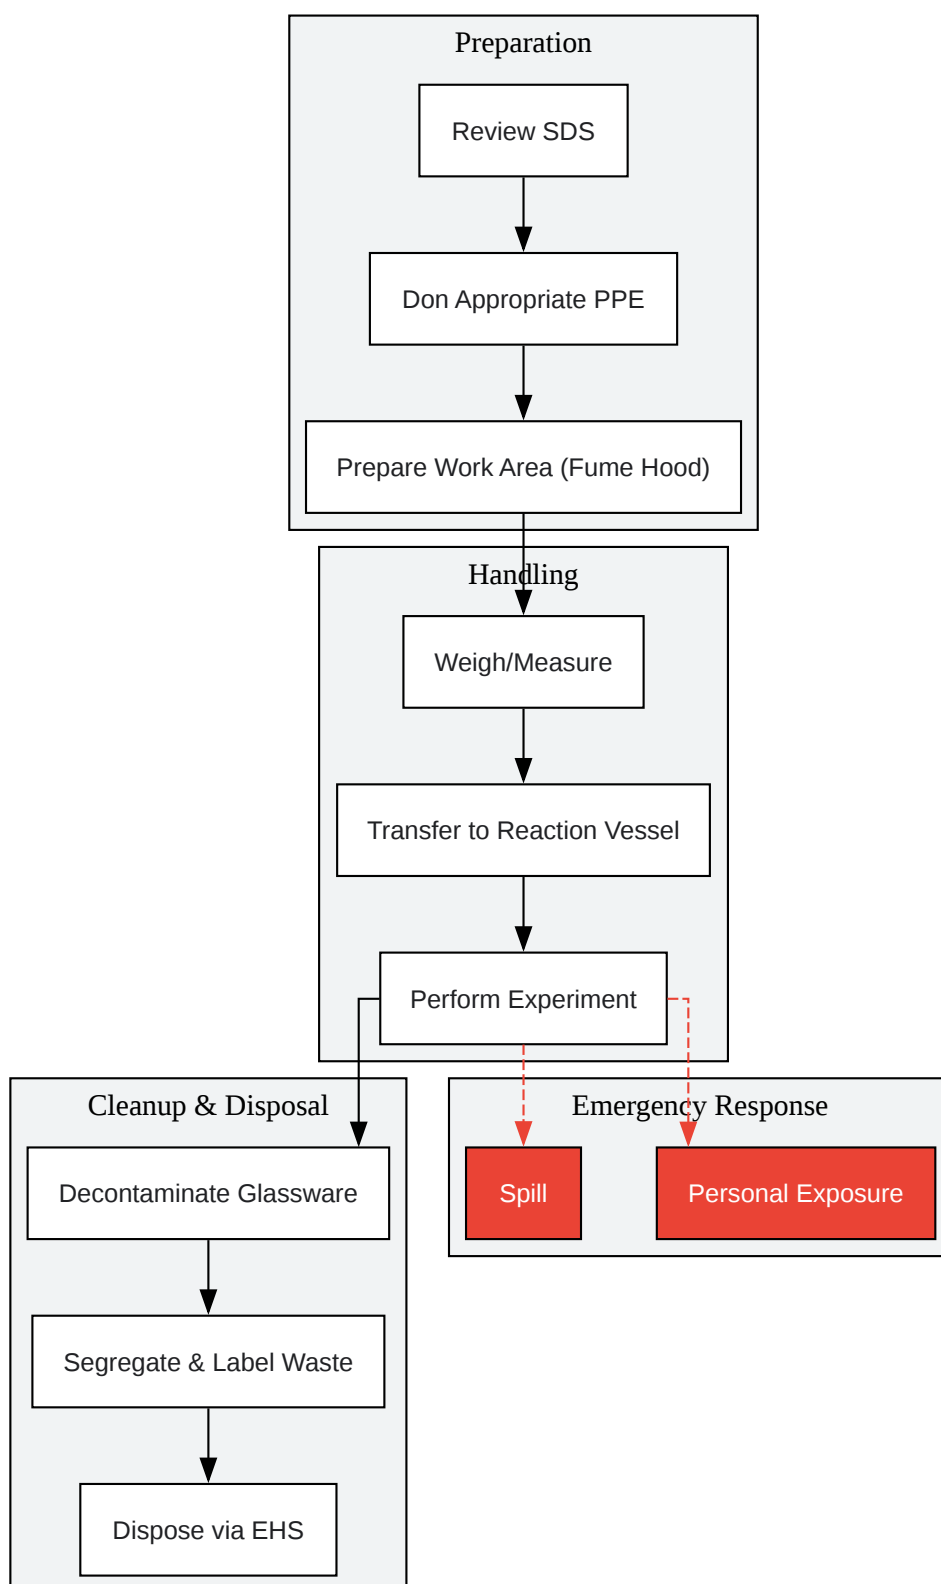 Preparation
Review SDS
Don Appropriate PPE
Prepare Work Area (Fume Hood)
Handling
Weigh/Measure
Transfer to Reaction Vessel
Perform Experiment
Cleanup & Disposal
Decontaminate Glassware
Segregate & Label Waste
Dispose via EHS
Emergency Response
Spill
Personal Exposure